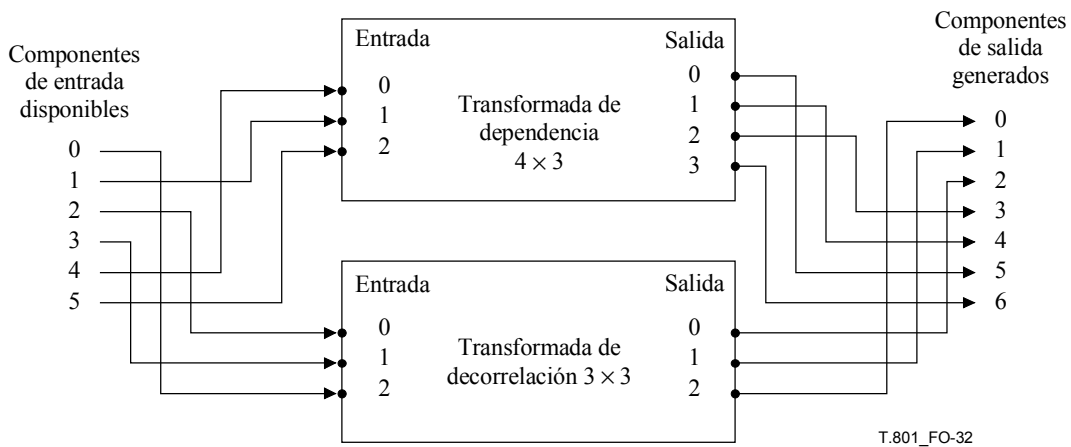 Componentes
de entrada
disponibles
0
1
2
3
4
5
Entrada
0
1
2
Transformada de
dependencia
4 × 3
Salida
0
1
2
3
Entrada
0
1
2
Transformada de
decorrelación 3 × 3
Salida
0
1
2
Componentes
de salida
generados
0
1
2
3
4
5
6
T.801_FO-32